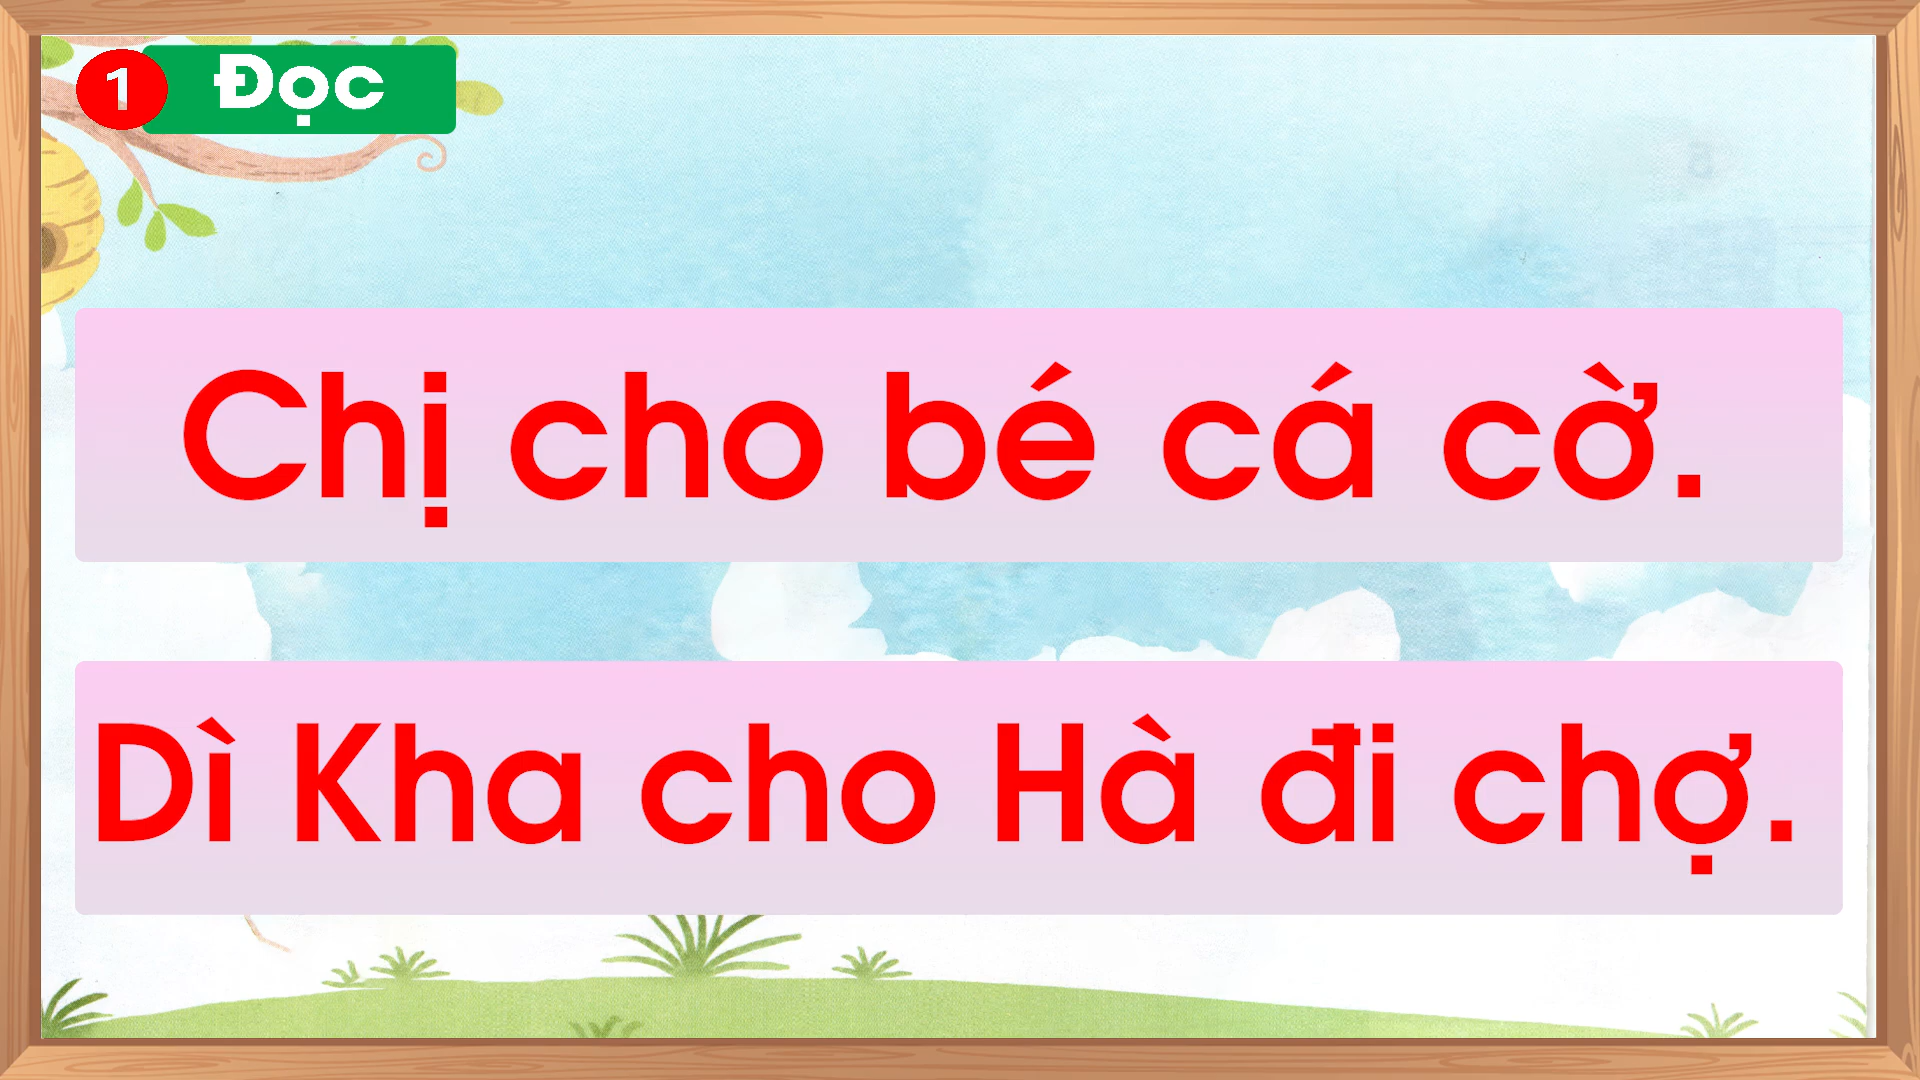 1 Đọc
Chị cho bé cá cờ.
Dì Kha cho Hà đi chợ.